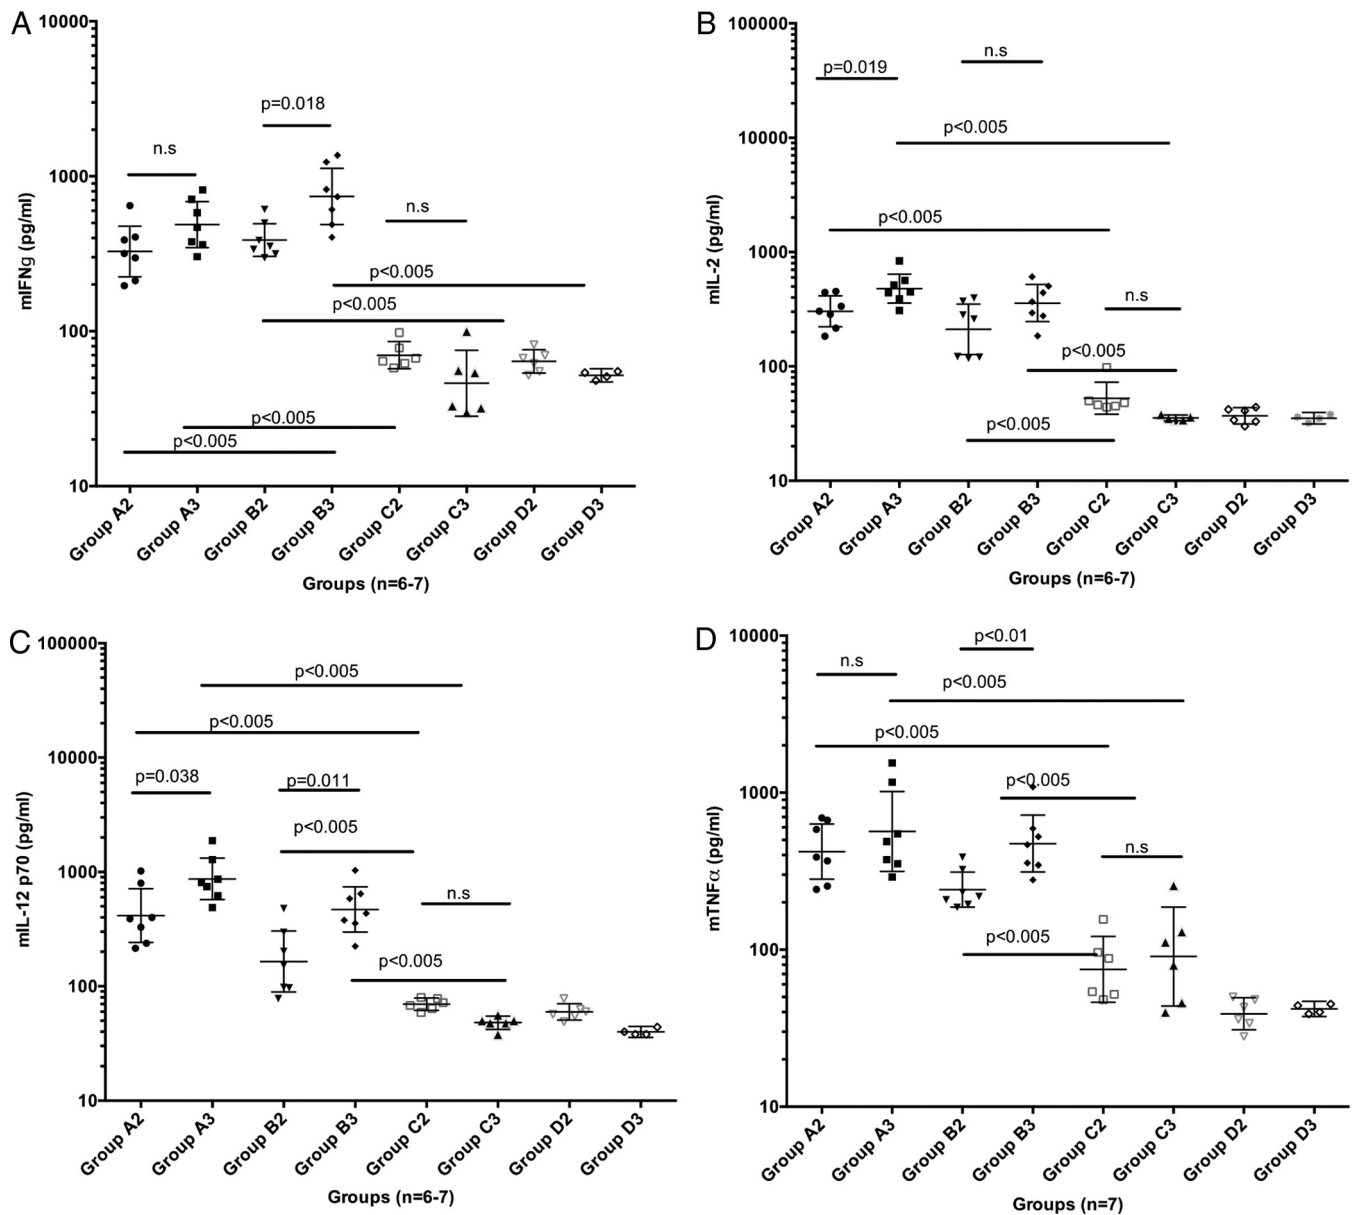 A
10000
1000
100
10
mIFNg (pg/ml)
p=0.018
n.s
n.s
p<0.005
p<0.005
p<0.005
p<0.005
Group A2
Group A3
Group B2
Group B3
Group C2
Group C3
Group D2
Group D3
Groups (n=6-7)
B
100000
10000
1000
100
10
mIL-2 (pg/ml)
n.s
p=0.019
p<0.005
p<0.005
n.s
p<0.005
p<0.005
Group A2
Group A3
Group B2
Group B3
Group C2
Group C3
Group D2
Group D3
Groups (n=6-7)
C
100000
10000
1000
100
10
mIL-12 p70 (pg/ml)
p<0.005
p<0.005
p=0.038
p=0.011
p<0.005
n.s
p<0.005
Group A2
Group A3
Group B2
Group B3
Group C2
Group C3
Group D2
Group D3
Groups (n=6-7)
D
10000
1000
100
10
mTNFα (pg/ml)
p<0.01
n.s
p<0.005
p<0.005
p<0.005
n.s
p<0.005
Group A2
Group A3
Group B2
Group B3
Group C2
Group C3
Group D2
Group D3
Groups (n=7)